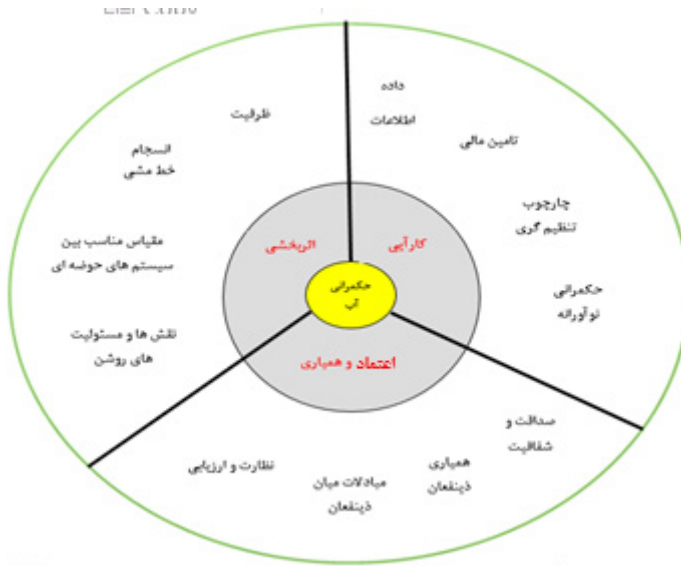 داده
اطلاعات
تامین مالی
چارچوب
تنظیم گری
حکمرانی
نوآورانه
ظرفیت
انسجام
خط مشی
مقیاس مناسب بین
سیستم های حوضه ای
نقش ها و مسئولیت
های روشن
کارآیی
اثربخشی
حکمرانی
آب
اعتماد و همیاری
صداقت و
شفافیت
همیاری
ذینفعان
مبادلات میان
ذینفعان
نظارت و ارزیابی